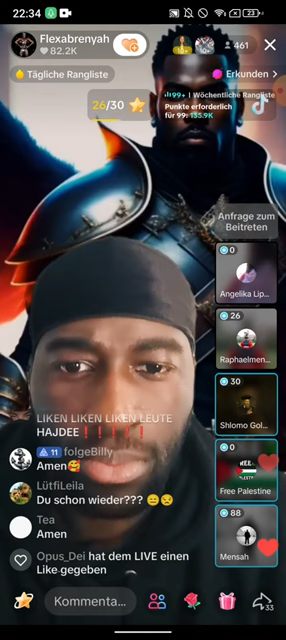 22:34
23
Flexabrenyah
82.2K
461
Tägliche Rangliste
Erkunden >
26/30
99+ | Wöchentliche Rangliste
Punkte erforderlich
für 99: 135.9K
Anfrage zum
Beitreten
0
Angelika Lip...
26
Raphaelmen...
30
Shlomo Gol...
0
Free Palestine
88
Mensah
LIKEN LIKEN LIKEN LEUTE
HAJDEE❗❗❗❗❗
11 folgeBilly
Amen🥰
LütfiLeila
Du schon wieder??? 😑😒
Tea
Amen
Opus_Dei hat dem LIVE einen
Like gegeben
Kommenta...
33